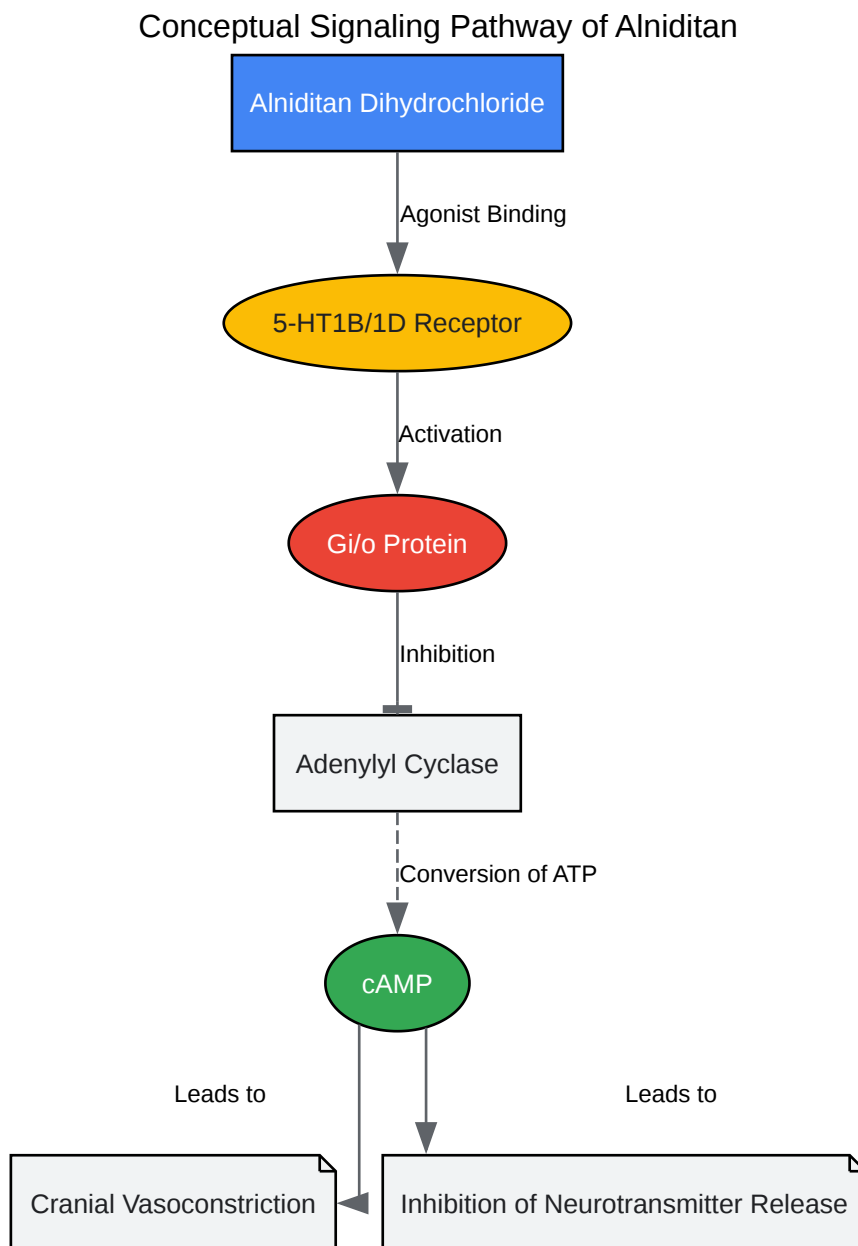 Conceptual Signaling Pathway of Alniditan
Alniditan Dihydrochloride
Agonist Binding
5-HT1B/1D Receptor
Activation
Gi/o Protein
Inhibition
Adenylyl Cyclase
Conversion of ATP
cAMP
Leads to
Leads to
Cranial Vasoconstriction
Inhibition of Neurotransmitter Release